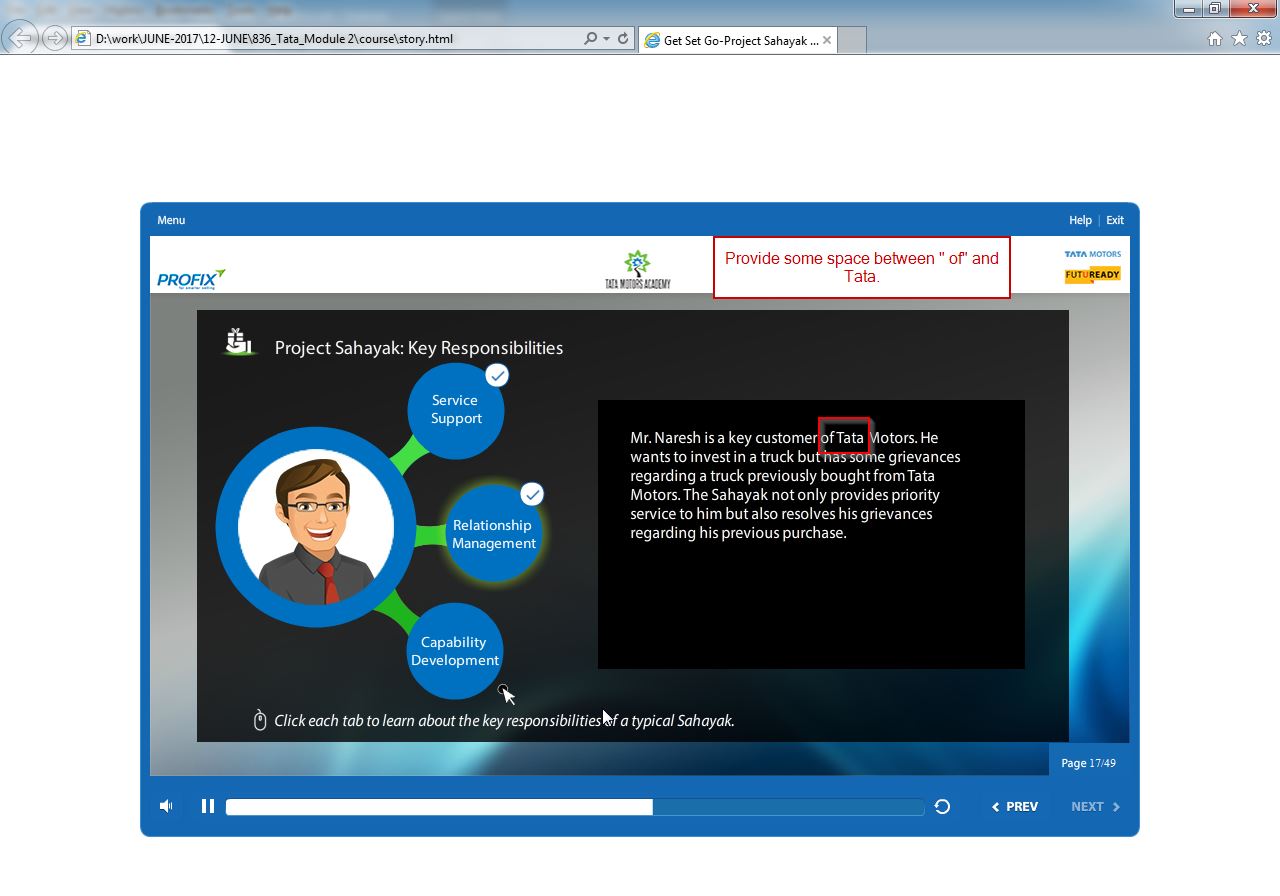 D:\work\JUNE-2017\12-JUNE\836_Tata_Module 2\course\story.html
Get Set Go-Project Sahayak ...
Menu
Help | Exit
PROFIX
TATA MOTORS ACADEMY
Provide some space between " of" and
Tata.
TATA MOTORS
FUTUREADY
Project Sahayak: Key Responsibilities
Service
Support
Relationship
Management
Capability
Development
Mr. Naresh is a key customer of Tata Motors. He
wants to invest in a truck but has some grievances
regarding a truck previously bought from Tata
Motors. The Sahayak not only provides priority
service to him but also resolves his grievances
regarding his previous purchase.
Click each tab to learn about the key responsibilities of a typical Sahayak.
Page 17/49
PREV
NEXT